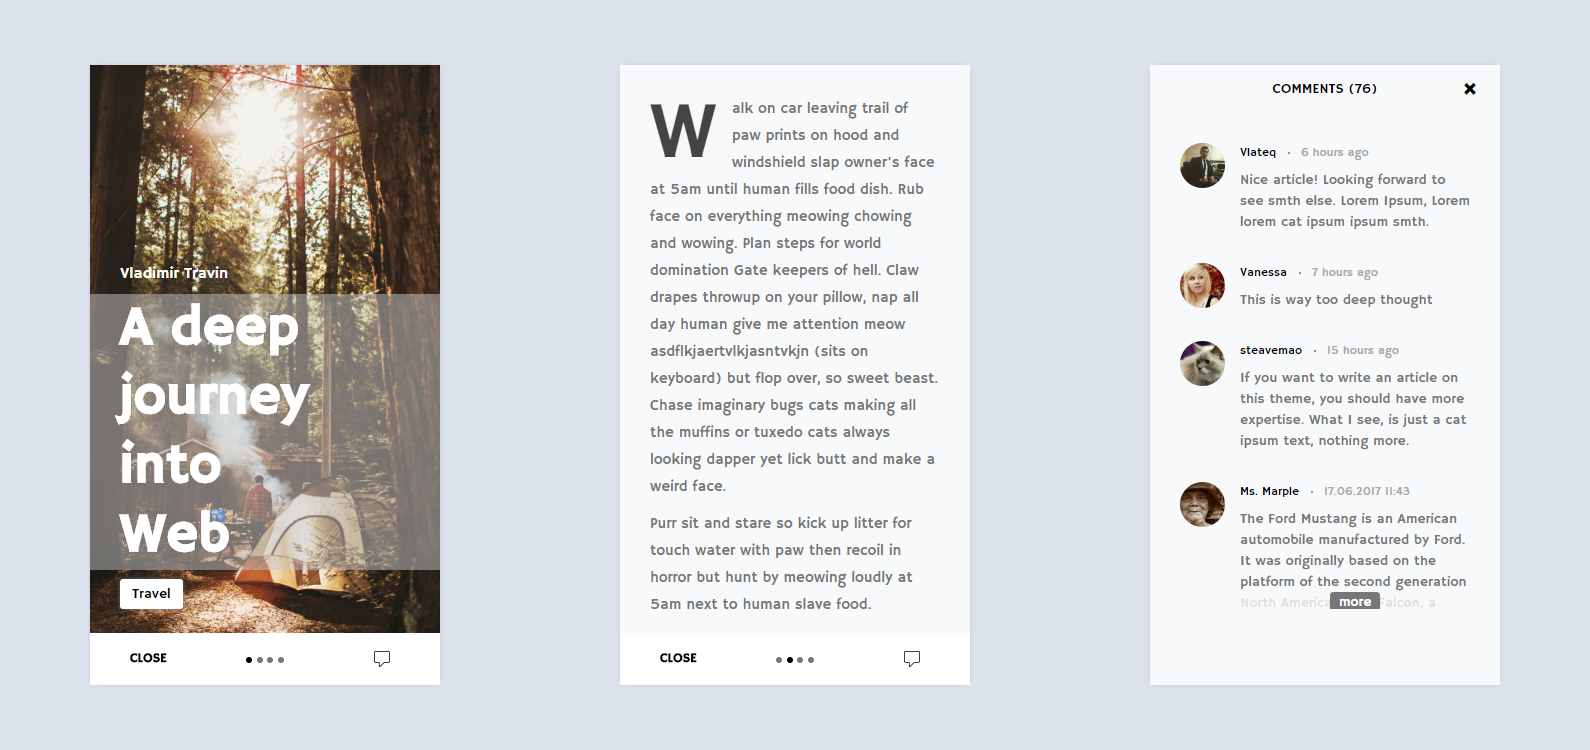 Vladimir Travin
A deep
journey
into
Web
Travel
CLOSE
Walk on car leaving trail of
paw prints on hood and
windshield slap owner's face
at 5am until human fills food dish. Rub
face on everything meowing chowing
and wowing. Plan steps for world
domination Gate keepers of hell. Claw
drapes throwup on your pillow, nap all
day human give me attention meow
asdflkjaertvlkjasntvkjn (sits on
keyboard) but flop over, so sweet beast.
Chase imaginary bugs cats making all
the muffins or tuxedo cats always
looking dapper yet lick butt and make a
weird face.
Purr sit and stare so kick up litter for
touch water with paw then recoil in
horror but hunt by meowing loudly at
5am next to human slave food.
CLOSE
COMMENTS (76)
Vlateq • 6 hours ago
Nice article! Looking forward to
see smth else. Lorem Ipsum, Lorem
lorem cat ipsum ipsum smth.
Vanessa • 7 hours ago
This is way too deep thought
steavemao • 15 hours ago
If you want to write an article on
this theme, you should have more
expertise. What I see, is just a cat
ipsum text, nothing more.
Ms. Marple • 17.06.2017 11:43
The Ford Mustang is an American
automobile manufactured by Ford.
It was originally based on the
platform of the second generation
North America more Falcon, a